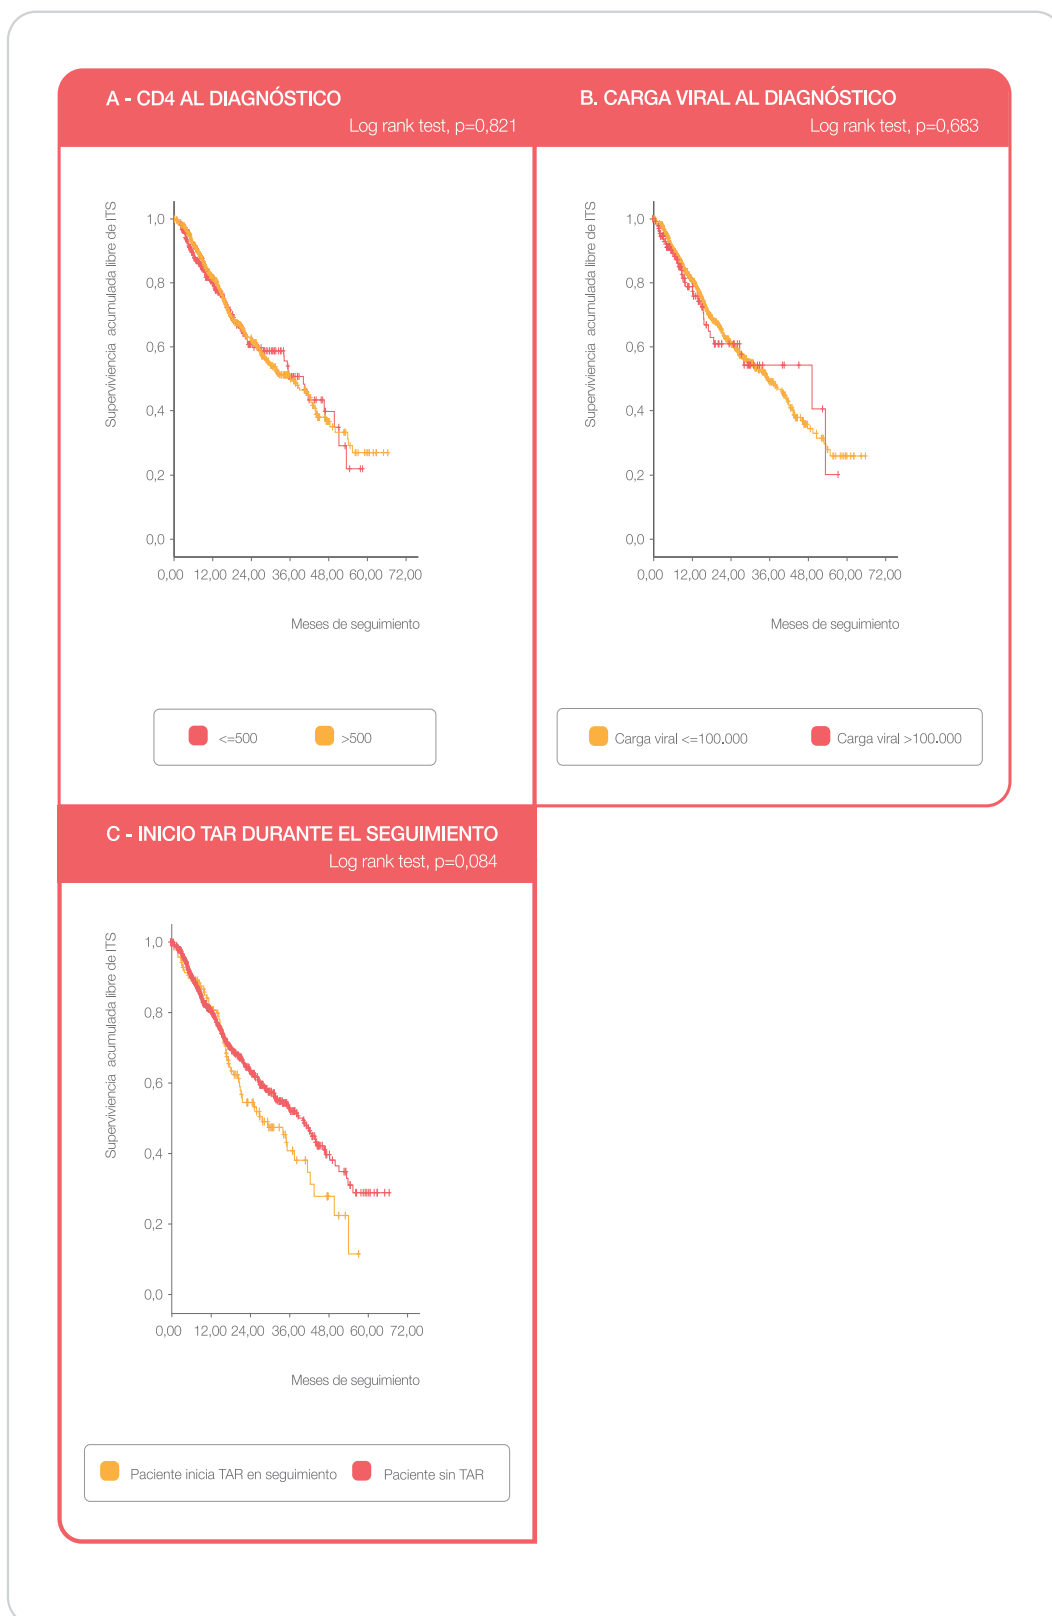 A - CD4 AL DIAGNÓSTICO
Log rank test, p=0,821
Superviviencia acumulada libre de ITS
1,0
0,8
0,6
0,4
0,2
0,0
0,00 12,00 24,00 36,00 48,00 60,00 72,00
Meses de seguimiento
<=500 >500
B. CARGA VIRAL AL DIAGNÓSTICO
Log rank test, p=0,683
Superviviencia acumulada libre de ITS
1,0
0,8
0,6
0,4
0,2
0,0
0,00 12,00 24,00 36,00 48,00 60,00 72,00
Meses de seguimiento
Carga viral <=100.000 Carga viral >100.000
C - INICIO TAR DURANTE EL SEGUIMIENTO
Log rank test, p=0,084
Superviviencia acumulada libre de ITS
1,0
0,8
0,6
0,4
0,2
0,0
0,00 12,00 24,00 36,00 48,00 60,00 72,00
Meses de seguimiento
Paciente inicia TAR en seguimiento Paciente sin TAR